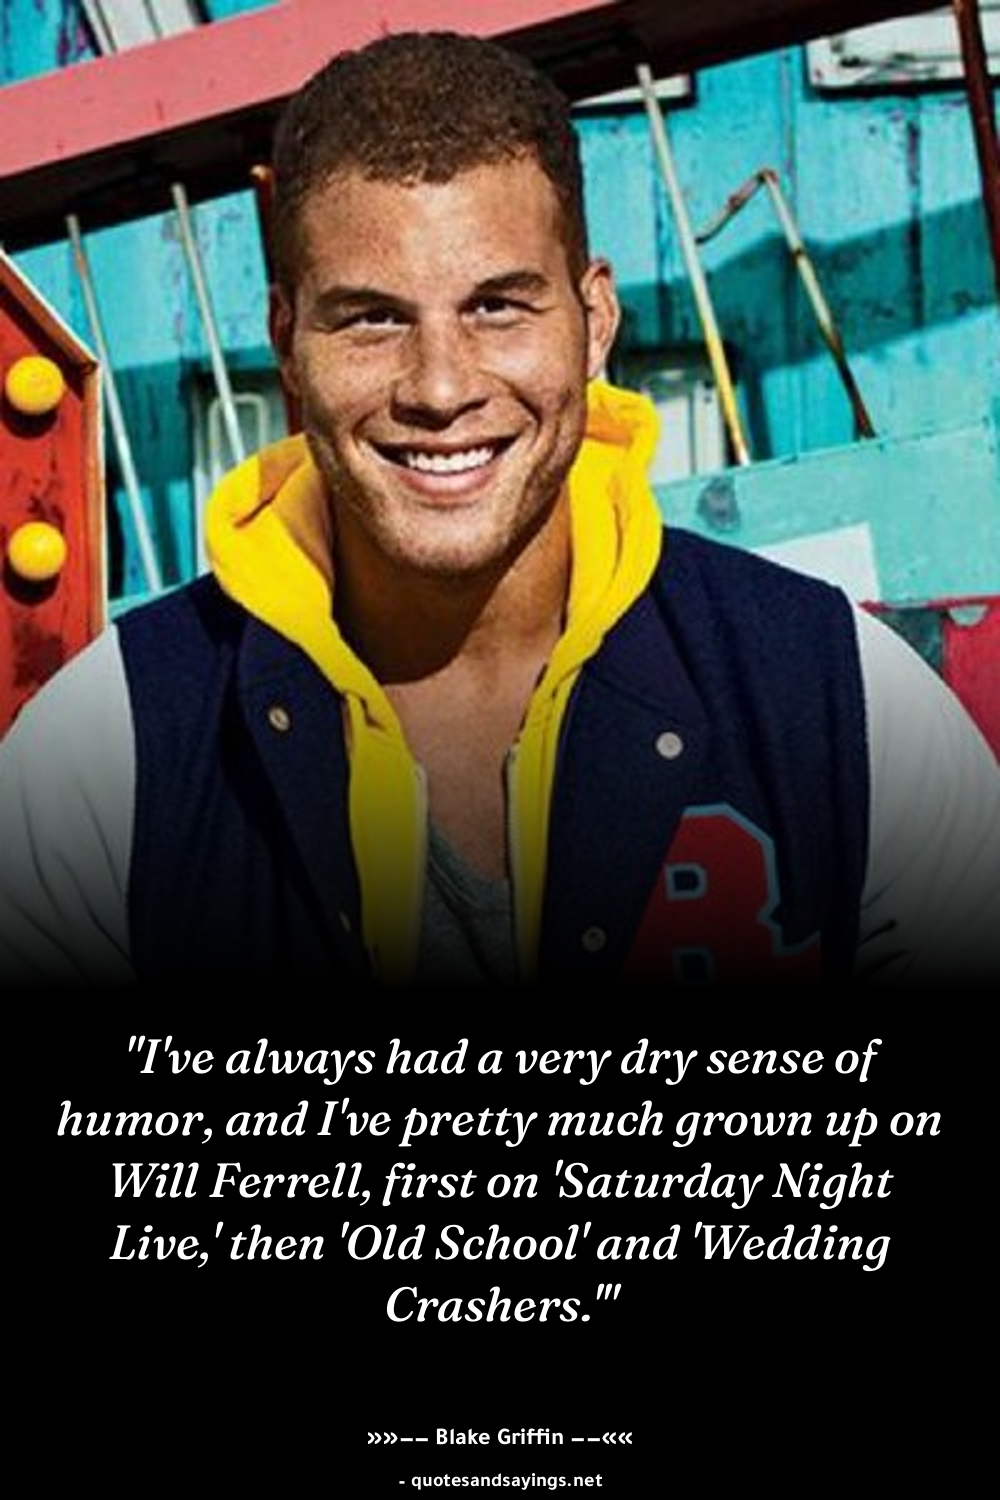 R
"I've always had a very dry sense of
humor, and I've pretty much grown up on
Will Ferrell, first on 'Saturday Night
Live,' then 'Old School' and 'Wedding
Crashers.'"
»»−− Blake Griffin −−««
- quotesandsayings.net